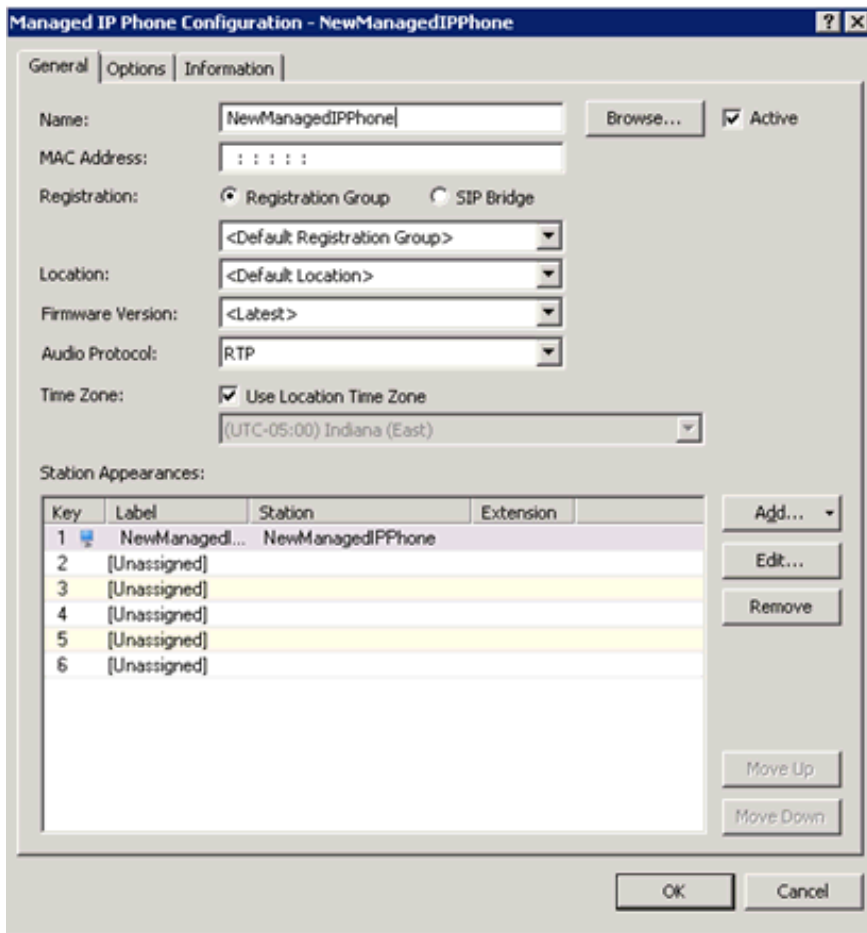 Managed IP Phone Configuration - NewManagedIPPhone
General Options Information
Name: NewManagedIPPhone Browse... Active
MAC Address: : : : : :
Registration: Registration Group SIP Bridge
<Default Registration Group>
Location: <Default Location>
Firmware Version: <Latest>
Audio Protocol: RTP
Time Zone: Use Location Time Zone
(UTC-05:00) Indiana (East)
Station Appearances:
Key Label Station Extension Add...
1 NewManagedI... NewManagedIPPhone
2 [Unassigned] Edit...
3 [Unassigned]
4 [Unassigned] Remove
5 [Unassigned]
6 [Unassigned]
Move Up
Move Down
OK Cancel